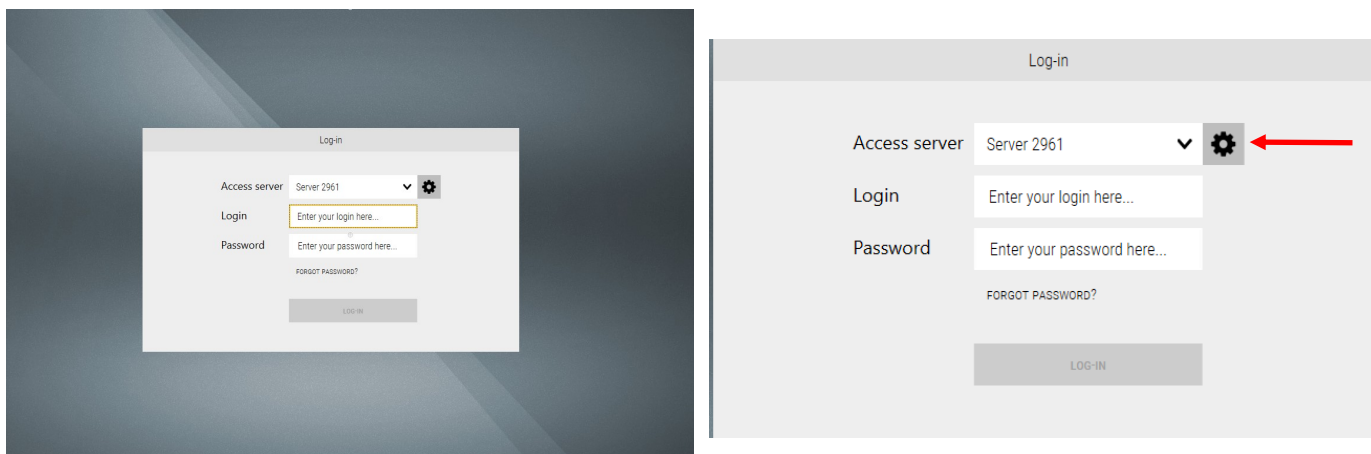 Log-in
Access server Server 2961
Login Enter your login here...
Password Enter your password here...
FORGOT PASSWORD?
LOG-IN
Log-in
Access server Server 2961
Login Enter your login here...
Password Enter your password here...
FORGOT PASSWORD?
LOG-IN